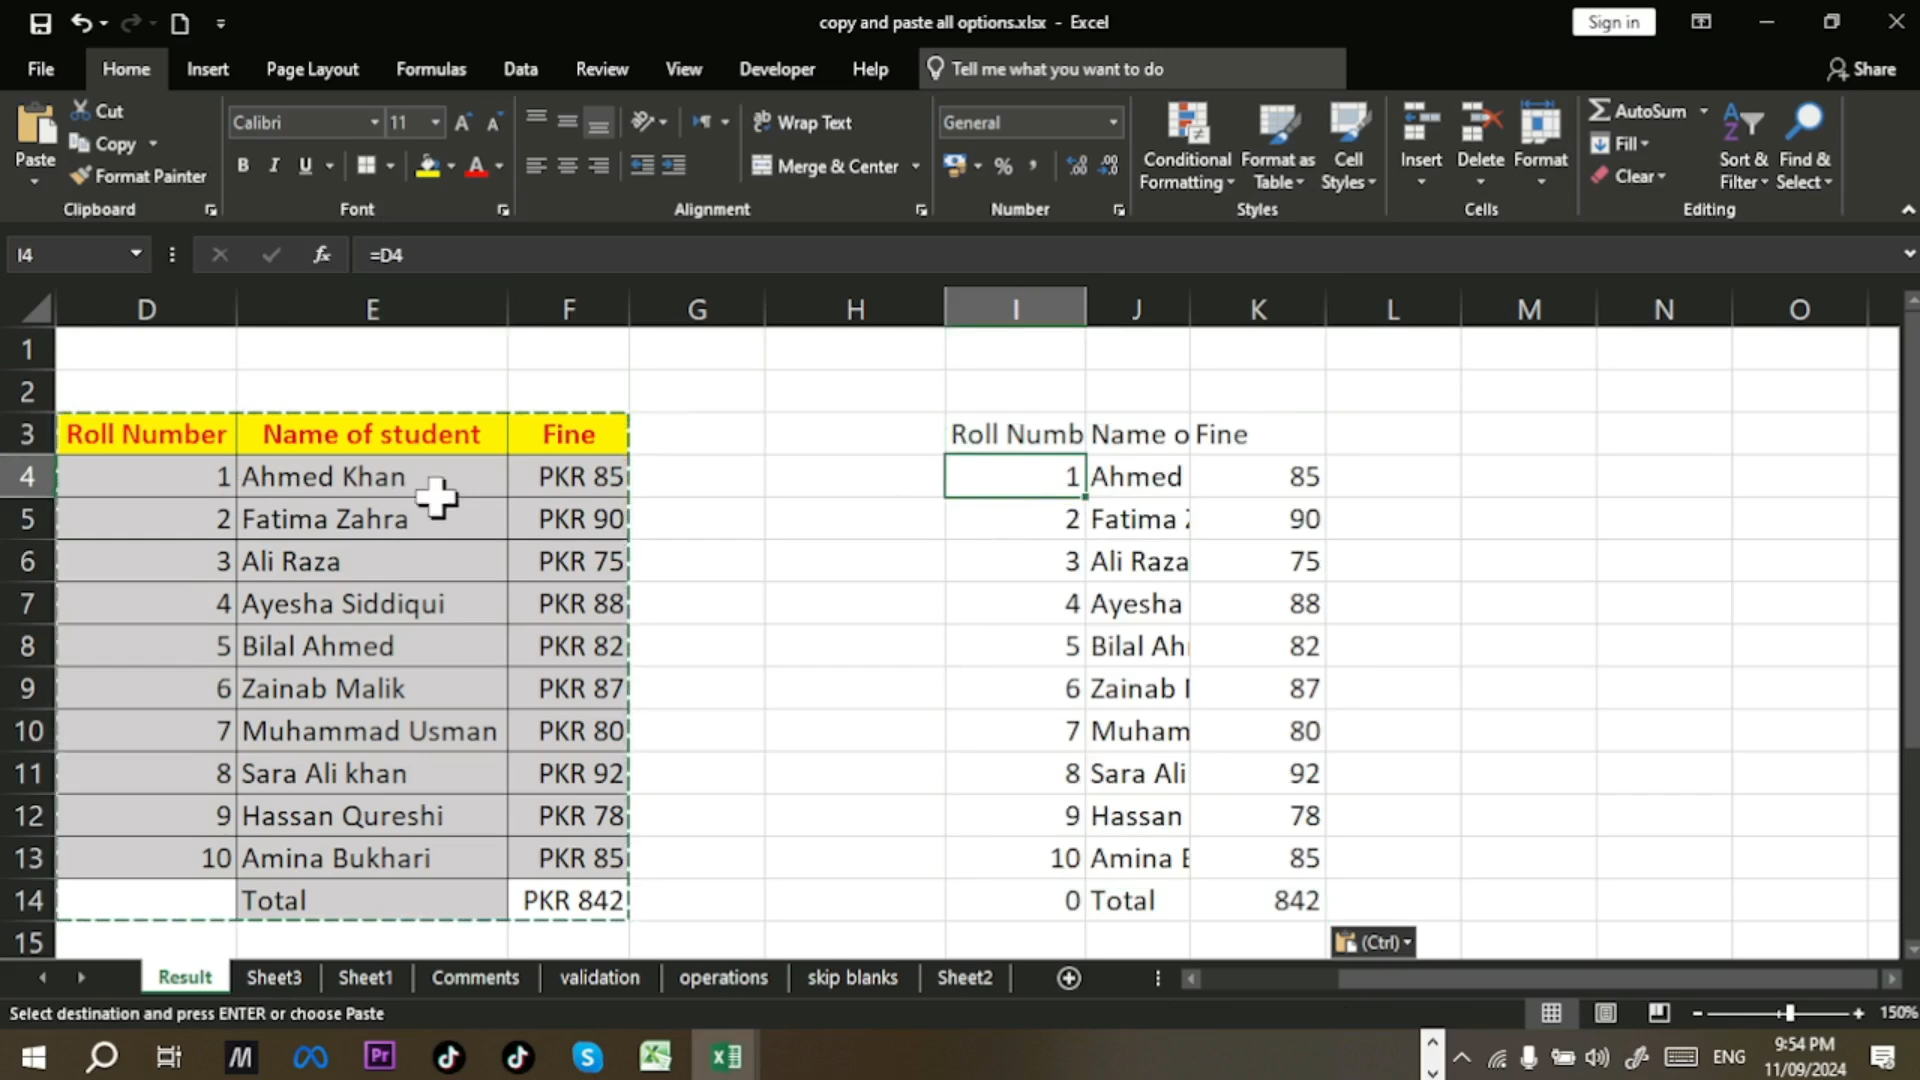 copy and paste all options.xlsx - Excel
Sign in
File Home Insert Page Layout Formulas Data Review View Developer Help Tell me what you want to do Share
Paste
Cut
Copy
Format Painter
Clipboard
Calibri 11
B I U
Font
Wrap Text
Merge & Center
Alignment
General
Number
Conditional Formatting
Format as Table
Cell Styles
Styles
Insert Delete Format
Cells
AutoSum
Fill
Clear
Sort & Filter
Find & Select
Editing
I4 fx =D4
D E F G H I J K L M N O
1
2
3 Roll Number Name of student Fine Roll Numb Name o Fine
4 1 Ahmed Khan PKR 85 1 Ahmed 85
5 2 Fatima Zahra PKR 90 2 Fatima 90
6 3 Ali Raza PKR 75 3 Ali Raza 75
7 4 Ayesha Siddiqui PKR 88 4 Ayesha 88
8 5 Bilal Ahmed PKR 82 5 Bilal Ah 82
9 6 Zainab Malik PKR 87 6 Zainab 87
10 7 Muhammad Usman PKR 80 7 Muham 80
11 8 Sara Ali khan PKR 92 8 Sara Ali 92
12 9 Hassan Qureshi PKR 78 9 Hassan 78
13 10 Amina Bukhari PKR 85 10 Amina 85
14 Total PKR 842 0 Total 842
15 (Ctrl)
Result Sheet3 Sheet1 Comments validation operations skip blanks Sheet2
Select destination and press ENTER or choose Paste 150%
ENG 9:54 PM
11/09/2024